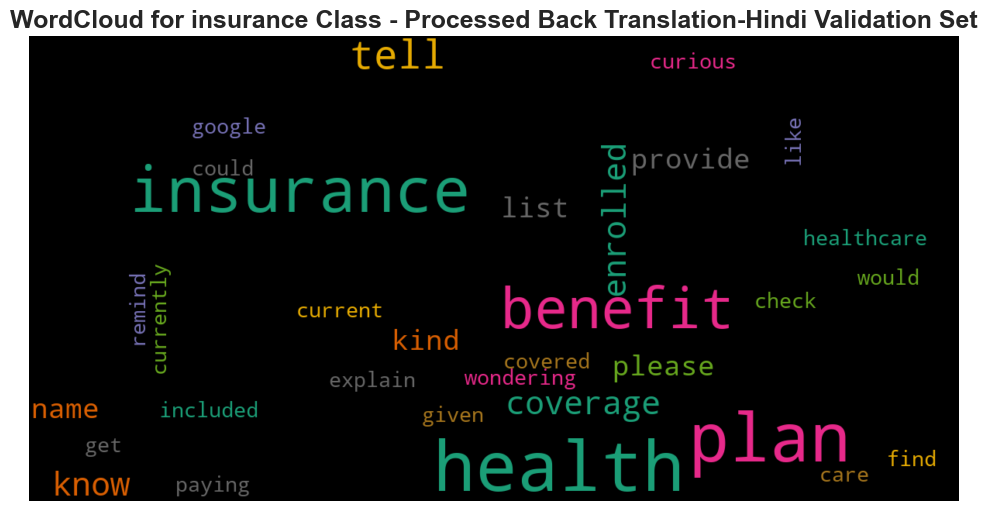 WordCloud for insurance Class - Processed Back Translation-Hindi Validation Set
tell
curious
google
like
could
provide
enrolled
insurance
list
healthcare
remind
currently
would
benefit
check
current
kind
covered
please
explain
wondering
coverage
name
included
given
plan
get
health
find
care
know
paying